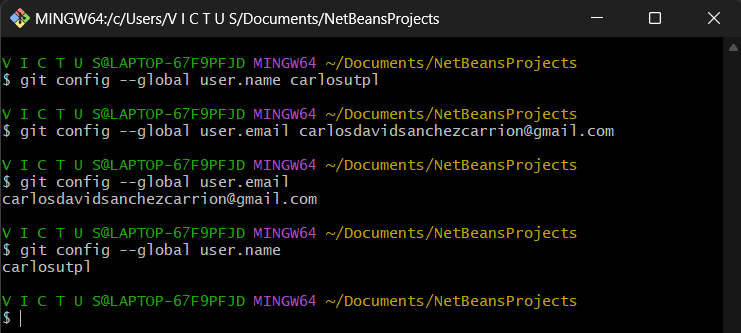 MINGW64:/c/Users/V I C T U S/Documents/NetBeansProjects
V I C T U S@LAPTOP-67F9PFJD MINGW64 ~/Documents/NetBeansProjects
$ git config --global user.name carlosutpl
V I C T U S@LAPTOP-67F9PFJD MINGW64 ~/Documents/NetBeansProjects
$ git config --global user.email carlosdavidsanchezcarrion@gmail.com
V I C T U S@LAPTOP-67F9PFJD MINGW64 ~/Documents/NetBeansProjects
$ git config --global user.email
carlosdavidsanchezcarrion@gmail.com
V I C T U S@LAPTOP-67F9PFJD MINGW64 ~/Documents/NetBeansProjects
$ git config --global user.name
carlosutpl
V I C T U S@LAPTOP-67F9PFJD MINGW64 ~/Documents/NetBeansProjects
$